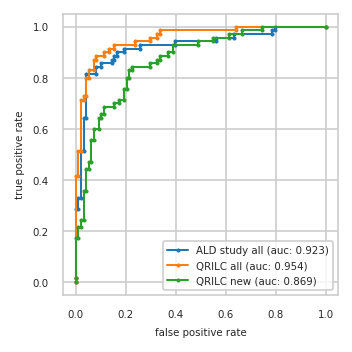 1.0
0.8
0.6
0.4
0.2
0.0
true positive rate
ALD study all (auc: 0.923)
QRILC all (auc: 0.954)
QRILC new (auc: 0.869)
0.0 0.2 0.4 0.6 0.8 1.0
false positive rate